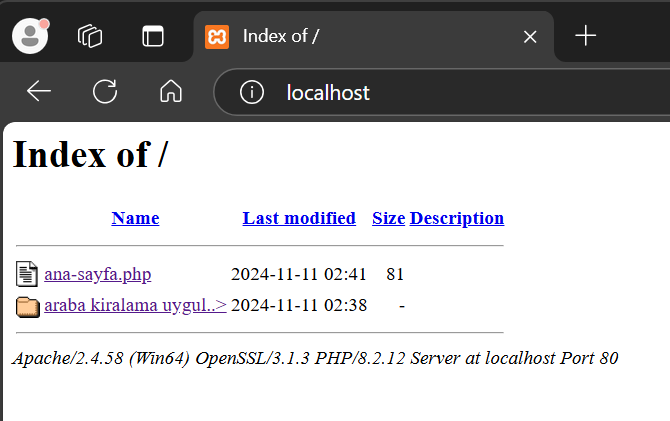 Index of /
localhost
Index of /
Name Last modified Size Description
ana-sayfa.php 2024-11-11 02:41 81
araba kiralama uygul..> 2024-11-11 02:38 -
Apache/2.4.58 (Win64) OpenSSL/3.1.3 PHP/8.2.12 Server at localhost Port 80